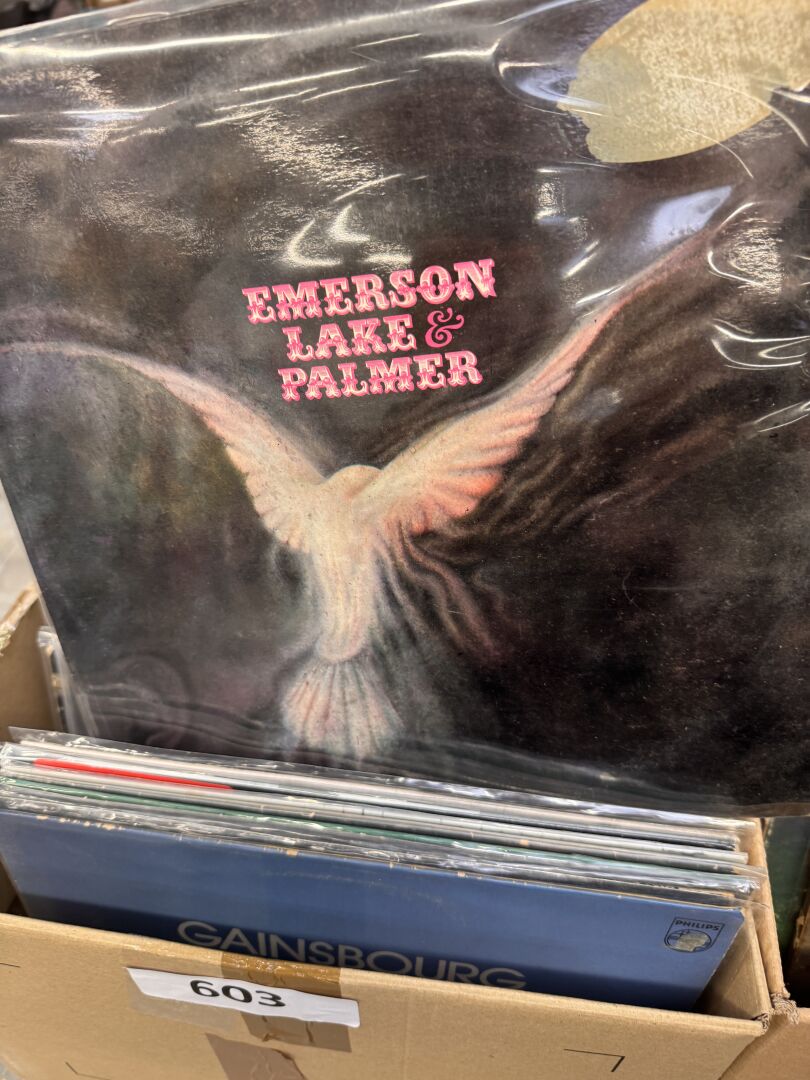 EMERSON
LAKE &
PALMER
PHILIPS
GAINSBOURG
603